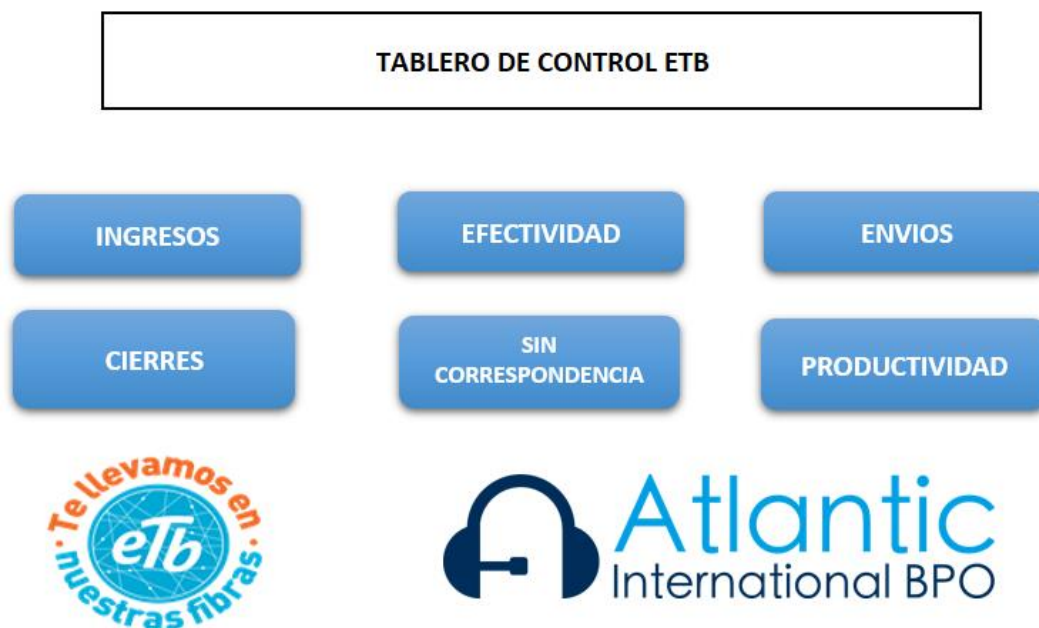 TABLERO DE CONTROL ETB
INGRESOS
EFECTIVIDAD
ENVIOS
CIERRES
SIN
CORRESPONDENCIA
PRODUCTIVIDAD
Te llevamos en
eTb
nuestras fibras
Atlantic
International BPO